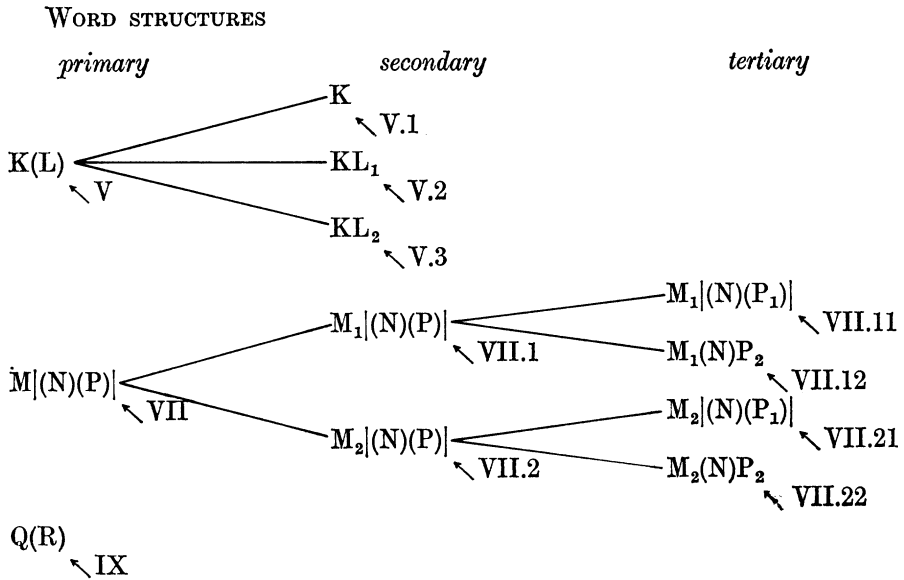 WORD STRUCTURES
primary secondary tertiary
K
↖ V.1
K(L) KL₁
↖ V ↖ V.2
KL₂
↖ V.3
M₁|(N)(P₁)|
M₁|(N)(P)| ↖ VII.11
↖ VII.1 M₁(N)P₂
M|(N)(P)| ↖ VII.12
↖ VII M₂|(N)(P₁)|
M₂|(N)(P)| ↖ VII.21
↖ VII.2 M₂(N)P₂
↖ VII.22
Q(R)
↖ IX